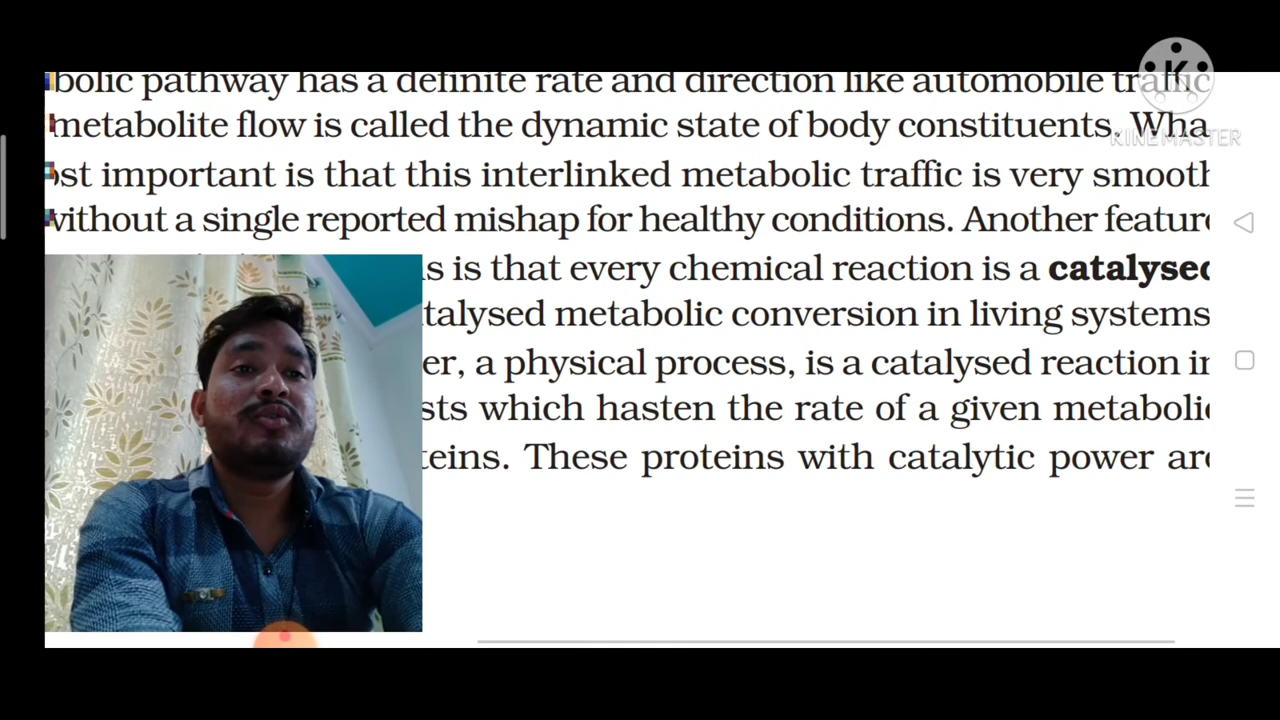 bolic pathway has a definite rate and direction like automobile traffic
metabolite flow is called the dynamic state of body constituents. Wha
ost important is that this interlinked metabolic traffic is very smooth
without a single reported mishap for healthy conditions. Another feature
s is that every chemical reaction is a catalysed
talysed metabolic conversion in living systems
er, a physical process, is a catalysed reaction in
sts which hasten the rate of a given metabolic
teins. These proteins with catalytic power are
K
KINEMASTER